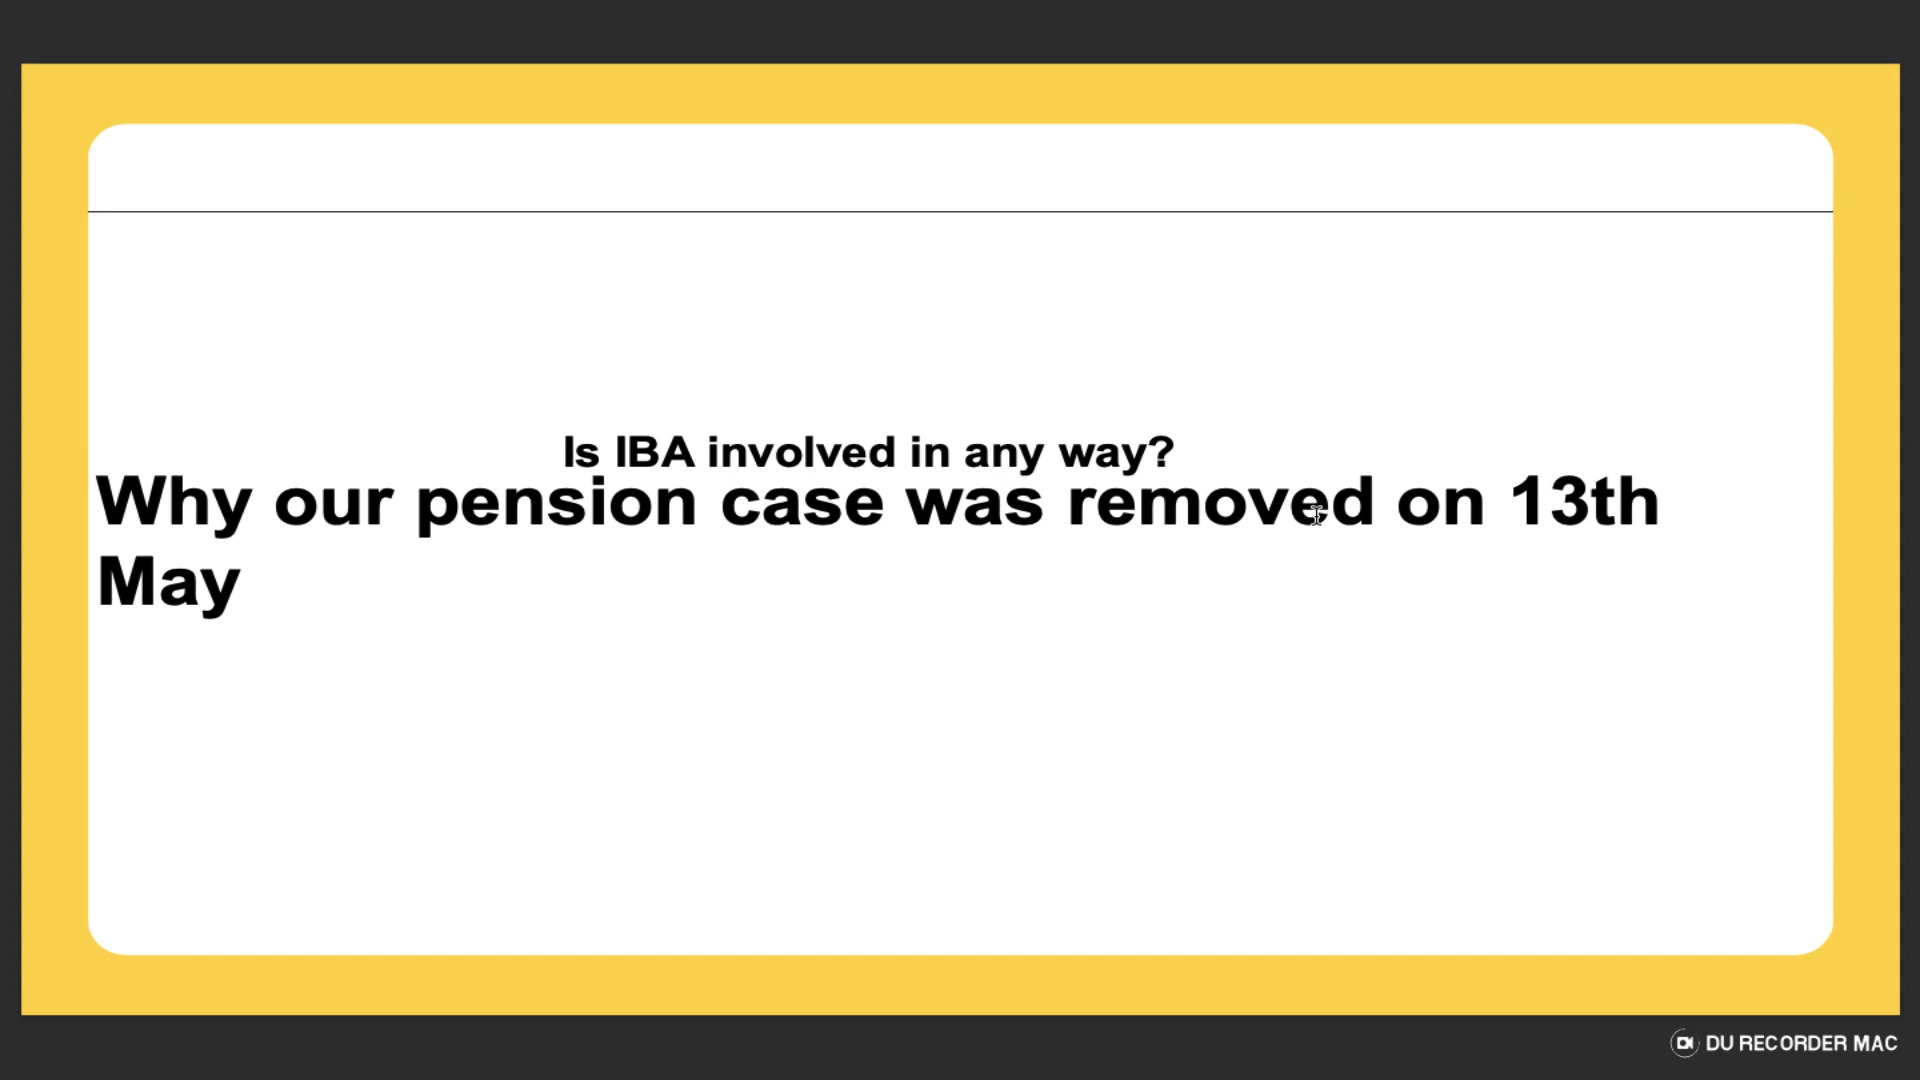 Is IBA involved in any way?
Why our pension case was removed on 13th
May
DU RECORDER MAC